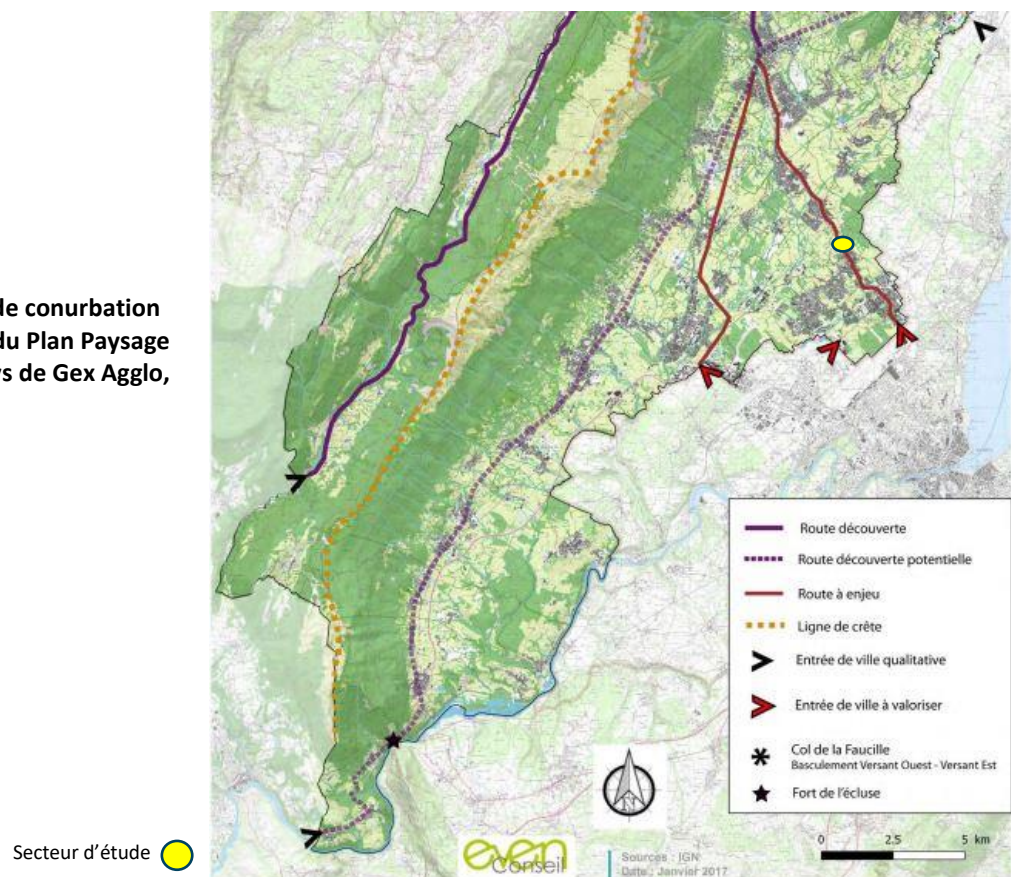 de conurbation
du Plan Paysage
s de Gex Agglo,
Route découverte
Route découverte potentielle
Route à enjeu
Ligne de crête
Entrée de ville qualitative
Entrée de ville à valoriser
Col de la Faucille
Basculement Versant Ouest - Versant Est
Fort de l'écluse
0 2.5 5 km
Secteur d'étude
even
Conseil
Sources : IGN
Date : Janvier 2017